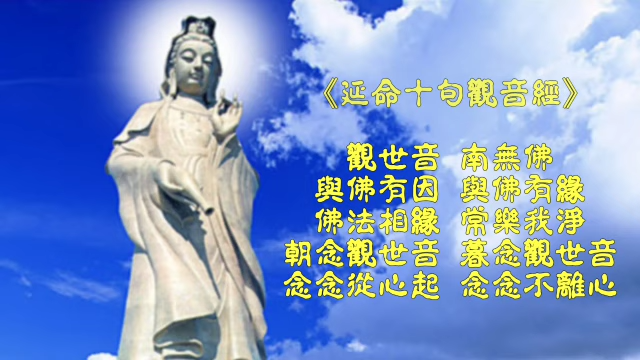 《延命十句觀音經》
觀世音 南無佛
與佛有因 與佛有緣
佛法相緣 常樂我淨
朝念觀世音 暮念觀世音
念念從心起 念念不離心